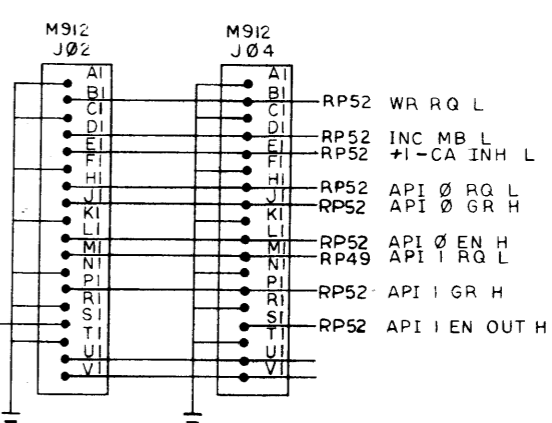 M912 M912
JØ2 JØ4
A1 A1
B1 B1 RP52 WR RQ L
C1 C1
D1 D1 RP52 INC MB L
E1 E1 RP52 +1-CA INH L
F1 F1
H1 H1 RP52 API Ø RQ L
J1 J1 RP52 API Ø GR H
K1 K1
L1 L1 RP52 API Ø EN H
M1 M1 RP49 API 1 RQ L
N1 N1
P1 P1 RP52 API 1 GR H
R1 R1
S1 S1 RP52 API 1 EN OUT H
T1 T1
U1 U1
V1 V1